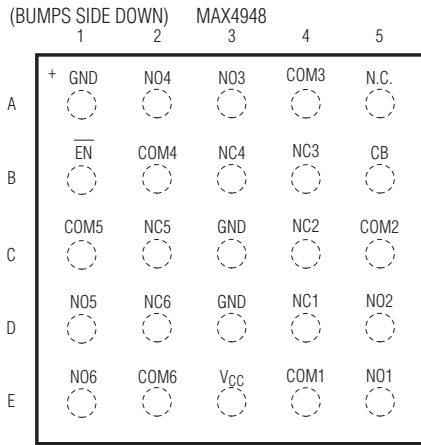 (BUMPS SIDE DOWN) MAX4948
1 2 3 4 5
+ GND NO4 NO3 COM3 N.C.
A
E̅N̅ COM4 NC4 NC3 CB
B
COM5 NC5 GND NC2 COM2
C
NO5 NC6 GND NC1 NO2
D
NO6 COM6 VCC COM1 NO1
E